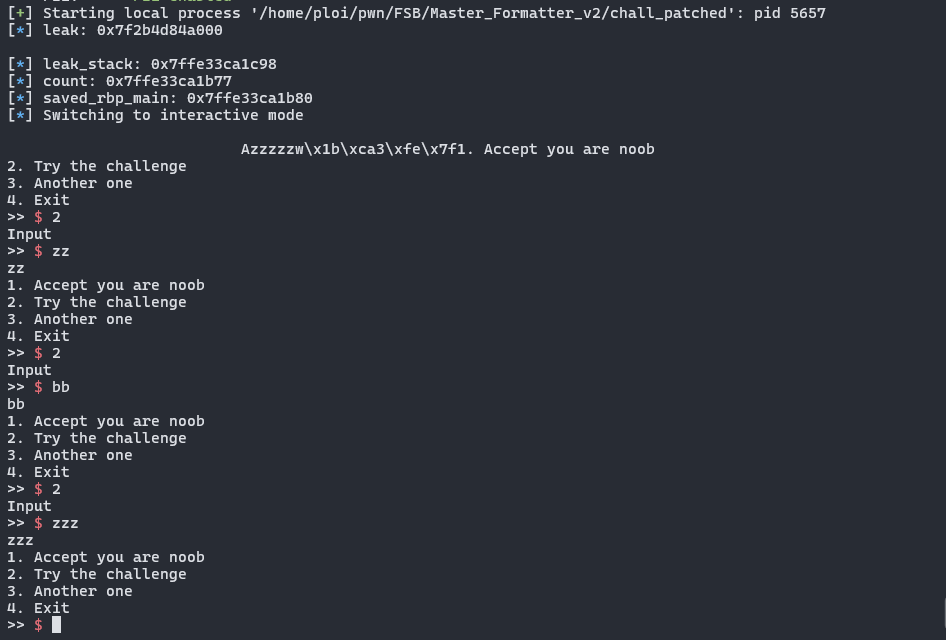 [+] Starting local process '/home/ploi/pwn/FSB/Master_Formatter_v2/chall_patched': pid 5657
[*] leak: 0x7f2b4d84a000
[*] leak_stack: 0x7ffe33ca1c98
[*] count: 0x7ffe33ca1b77
[*] saved_rbp_main: 0x7ffe33ca1b80
[*] Switching to interactive mode
Azzzzzw\x1b\xca3\xfe\x7f1. Accept you are noob
2. Try the challenge
3. Another one
4. Exit
>> $ 2
Input
>> $ zz
zz
1. Accept you are noob
2. Try the challenge
3. Another one
4. Exit
>> $ 2
Input
>> $ bb
bb
1. Accept you are noob
2. Try the challenge
3. Another one
4. Exit
>> $ 2
Input
>> $ zzz
zzz
1. Accept you are noob
2. Try the challenge
3. Another one
4. Exit
>> $